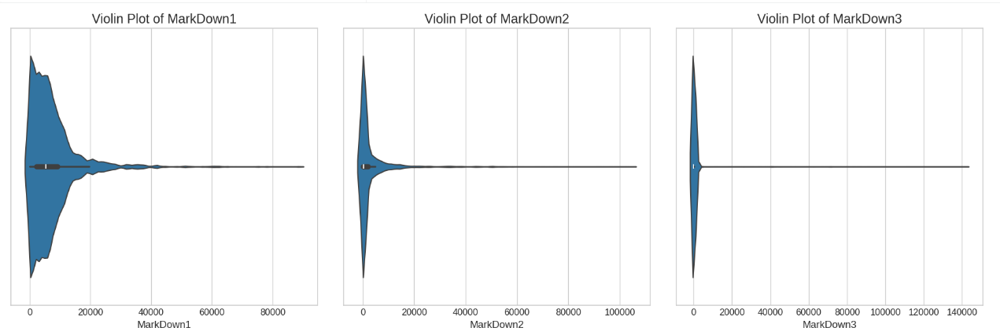 Violin Plot of MarkDown1
0 20000 40000 60000 80000
MarkDown1
Violin Plot of MarkDown2
0 20000 40000 60000 80000 100000
MarkDown2
Violin Plot of MarkDown3
0 20000 40000 60000 80000 100000 120000 140000
MarkDown3